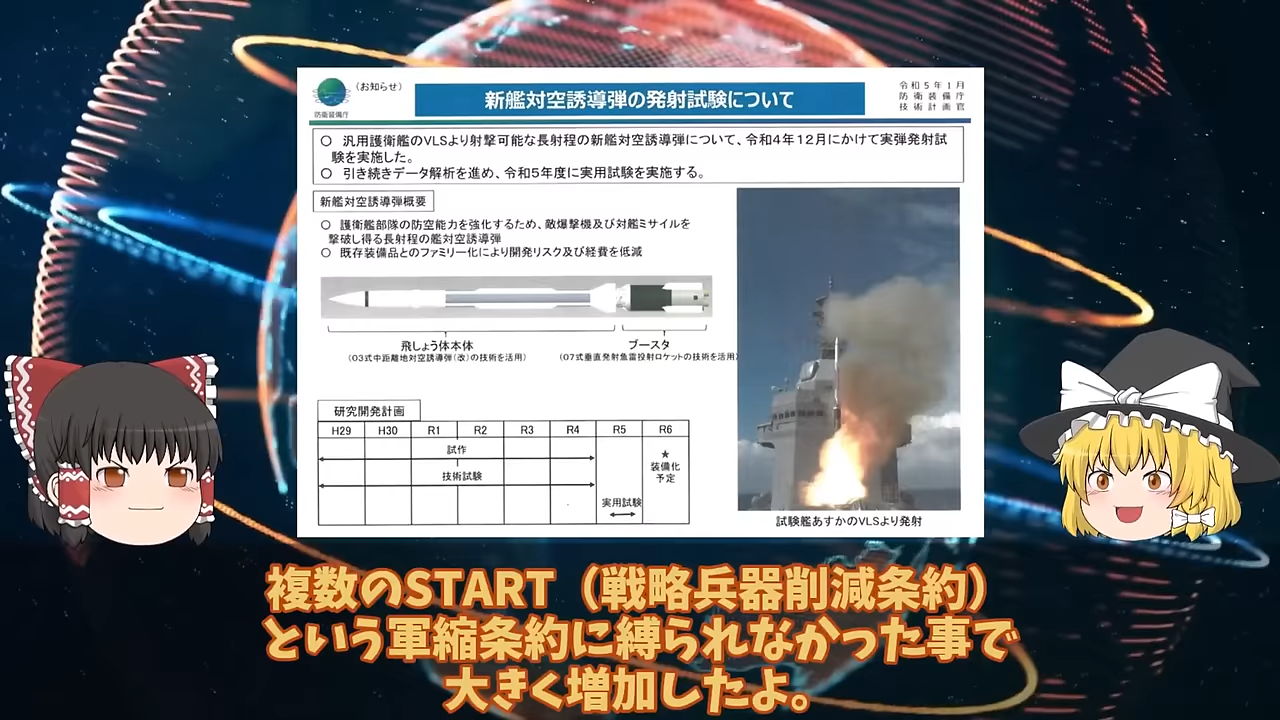 (お知らせ)
防衛装備庁
新艦対空誘導弾の発射試験について
令和5年1月
防衛装備庁
技術計画官
○ 汎用護衛艦のVLSより射撃可能な長射程の新艦対空誘導弾について、令和4年12月にかけて実弾発射試
験を実施した。
○ 引き続きデータ解析を進め、令和5年度に実用試験を実施する。
新艦対空誘導弾概要
○ 護衛艦部隊の防空能力を強化するため、敵爆撃機及び対艦ミサイルを
撃破し得る長射程の艦対空誘導弾
○ 既存装備品とのファミリー化により開発リスク及び経費を低減
飛しょう体本体
(03式中距離地対空誘導弾(改)の技術を活用)
ブースタ
(07式垂直発射魚雷投射ロケットの技術を活用)
研究開発計画
H29 H30 R1 R2 R3 R4 R5 R6
試作
技術試験
実用試験
★
装備化
予定
試験艦あすかのVLSより発射
複数のSTART(戦略兵器削減条約)
という軍縮条約に縛られなかった事で
大きく増加したよ。